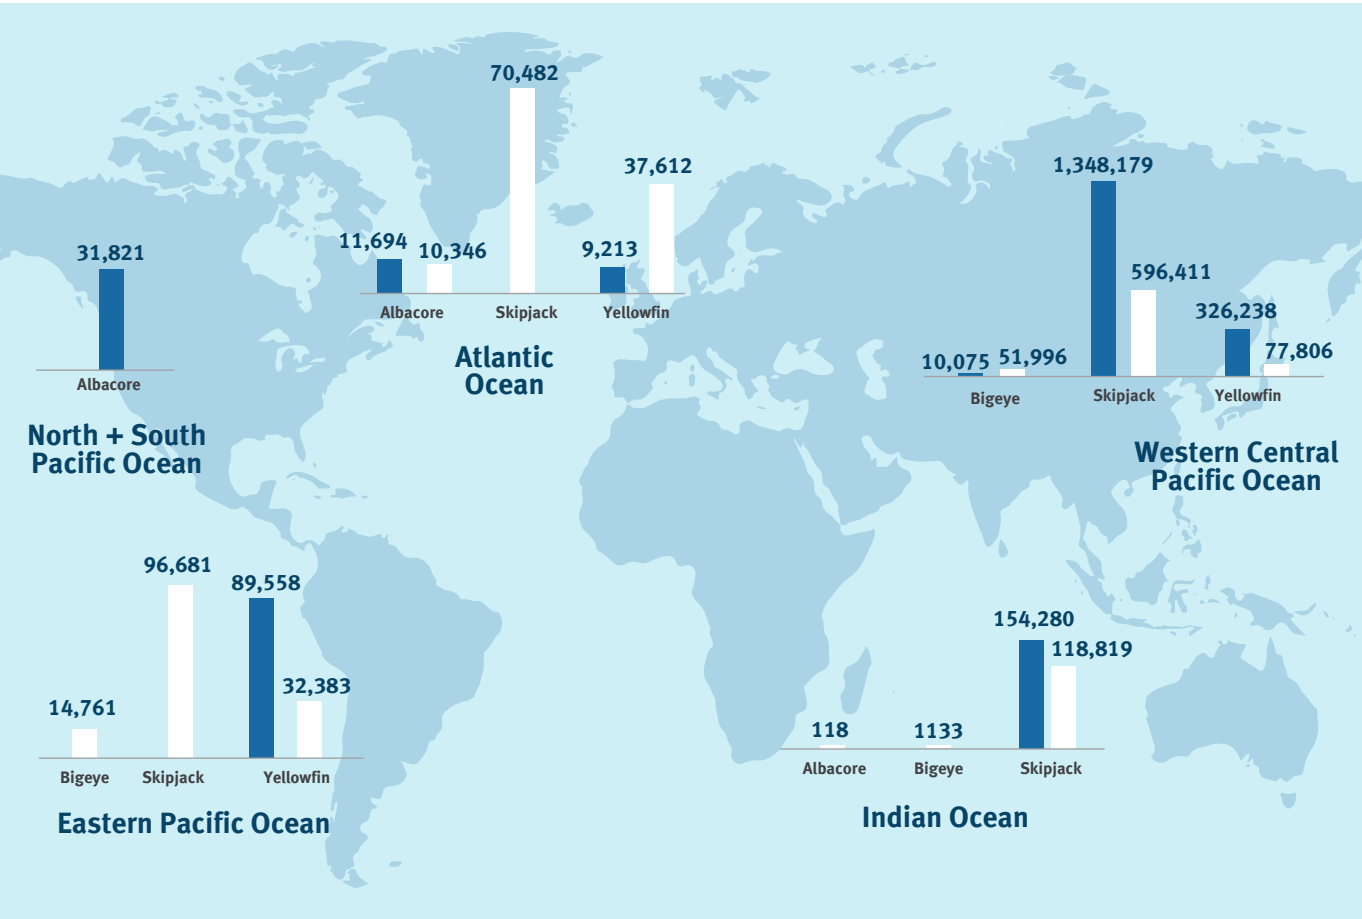 70,482
37,612
11,694
10,346
9,213
Albacore
Skipjack
Yellowfin
Atlantic
Ocean
31,821
Albacore
North + South
Pacific Ocean
1,348,179
596,411
326,238
10,075
51,996
77,806
Bigeye
Skipjack
Yellowfin
Western Central
Pacific Ocean
96,681
89,558
14,761
32,383
Bigeye
Skipjack
Yellowfin
Eastern Pacific Ocean
154,280
118,819
118
1133
Albacore
Bigeye
Skipjack
Indian Ocean